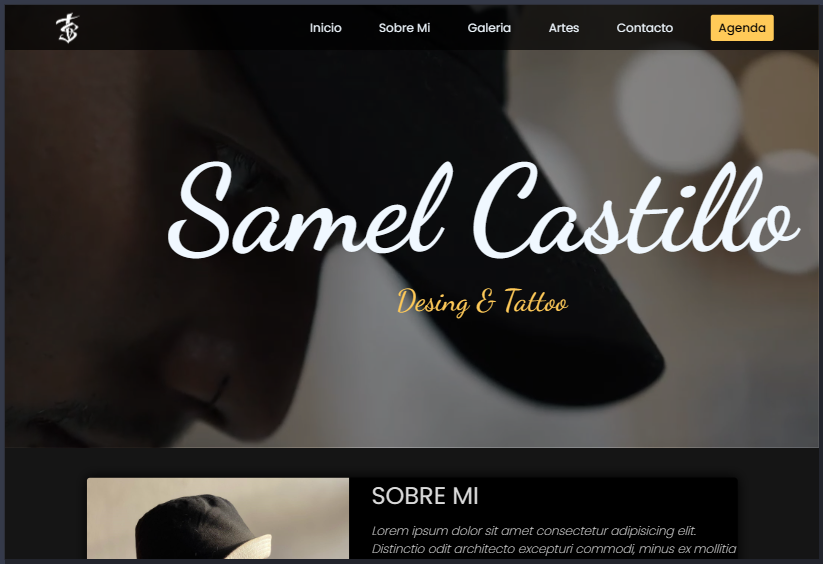 Inicio Sobre Mi Galeria Artes Contacto Agenda
Samel Castillo
Desing & Tattoo
SOBRE MI
Lorem ipsum dolor sit amet consectetur adipisicing elit.
Distinctio odit architecto excepturi commodi, minus ex mollitia